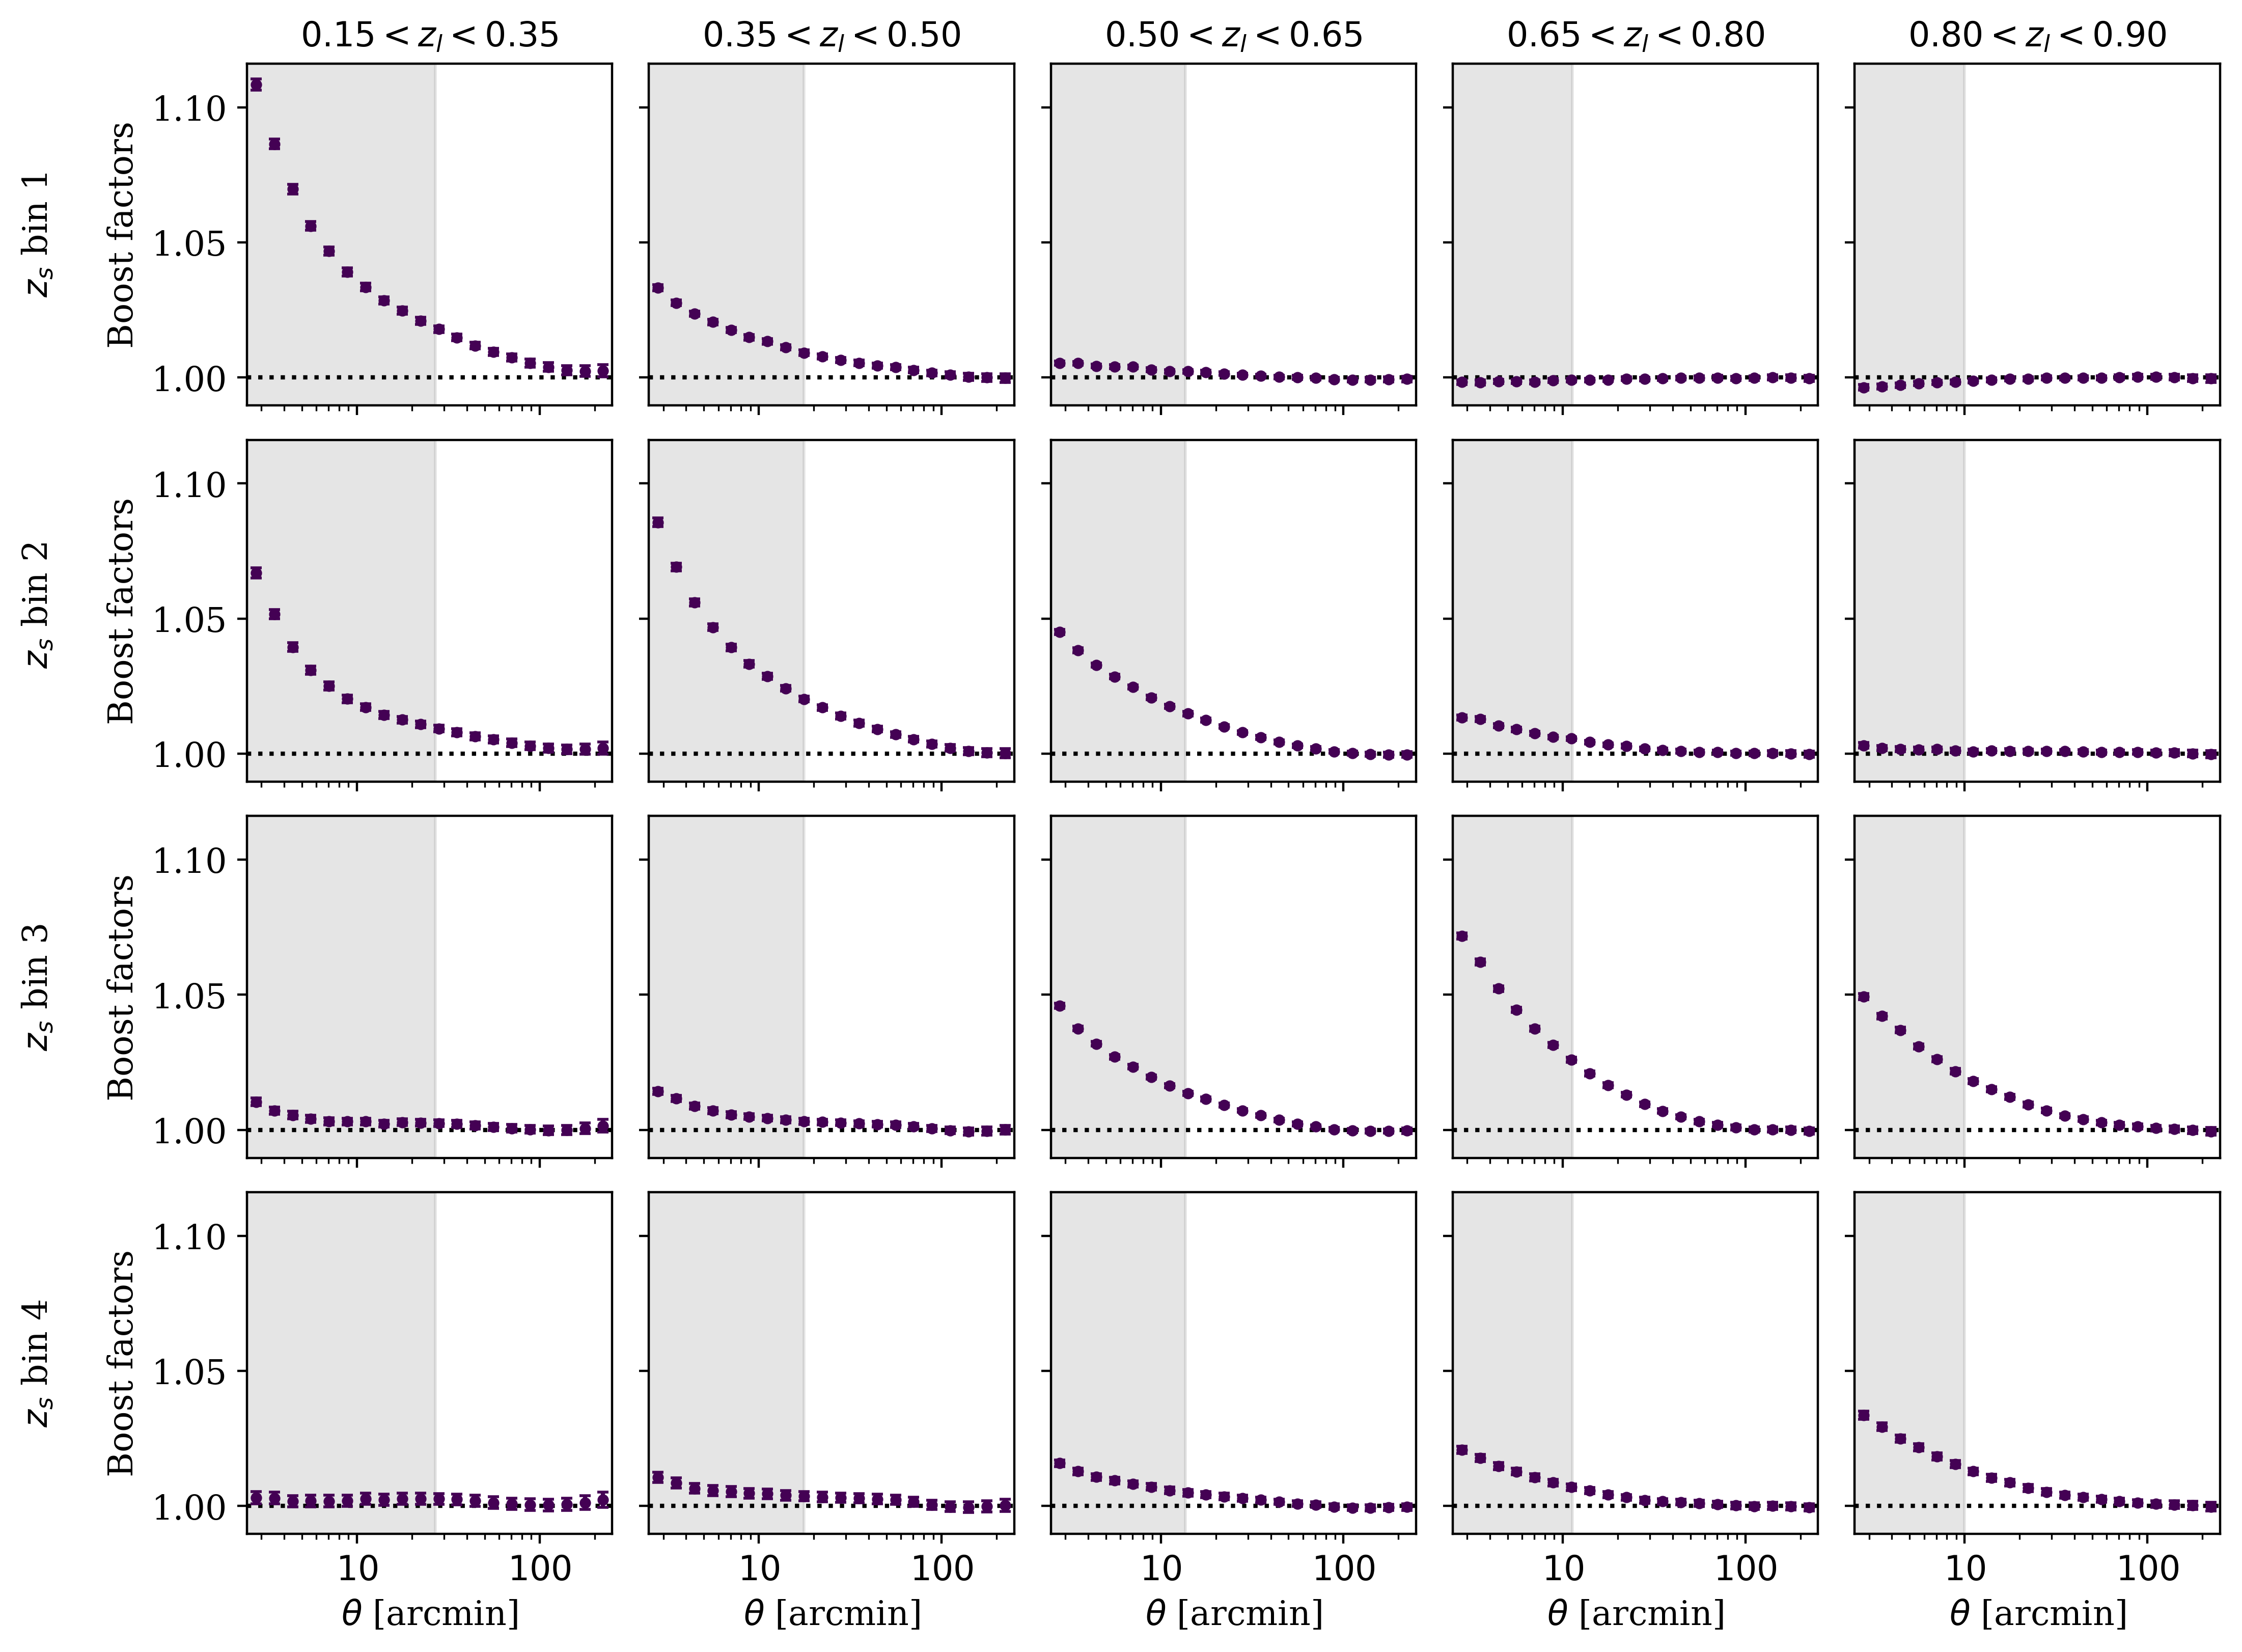 0.15 < z_l < 0.35 0.35 < z_l < 0.50 0.50 < z_l < 0.65 0.65 < z_l < 0.80 0.80 < z_l < 0.90
z_s bin 1
Boost factors
1.10
1.05
1.00
z_s bin 2
Boost factors
1.10
1.05
1.00
z_s bin 3
Boost factors
1.10
1.05
1.00
z_s bin 4
Boost factors
1.10
1.05
1.00
10 100 10 100 10 100 10 100 10 100
θ [arcmin] θ [arcmin] θ [arcmin] θ [arcmin] θ [arcmin]